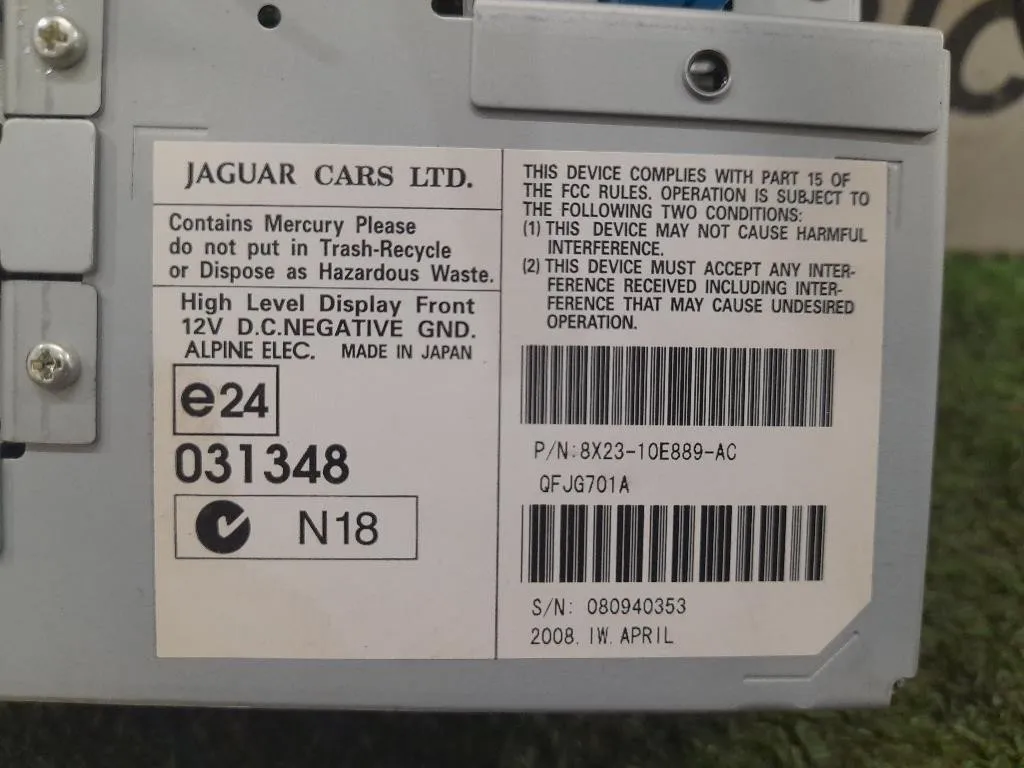 JAGUAR CARS LTD.
Contains Mercury Please
do not put in Trash-Recycle
or Dispose as Hazardous Waste.
High Level Display Front
12V D.C.NEGATIVE GND.
ALPINE ELEC. MADE IN JAPAN
e24
031348
N18
THIS DEVICE COMPLIES WITH PART 15 OF
THE FCC RULES. OPERATION IS SUBJECT TO
THE FOLLOWING TWO CONDITIONS:
(1) THIS DEVICE MAY NOT CAUSE HARMFUL
INTERFERENCE.
(2) THIS DEVICE MUST ACCEPT ANY INTER-
FERENCE RECEIVED INCLUDING INTER-
FERENCE THAT MAY CAUSE UNDESIRED
OPERATION.
P/N:8X23-10E889-AC
QFJG701A
S/N: 080940353
2008. IW. APRIL